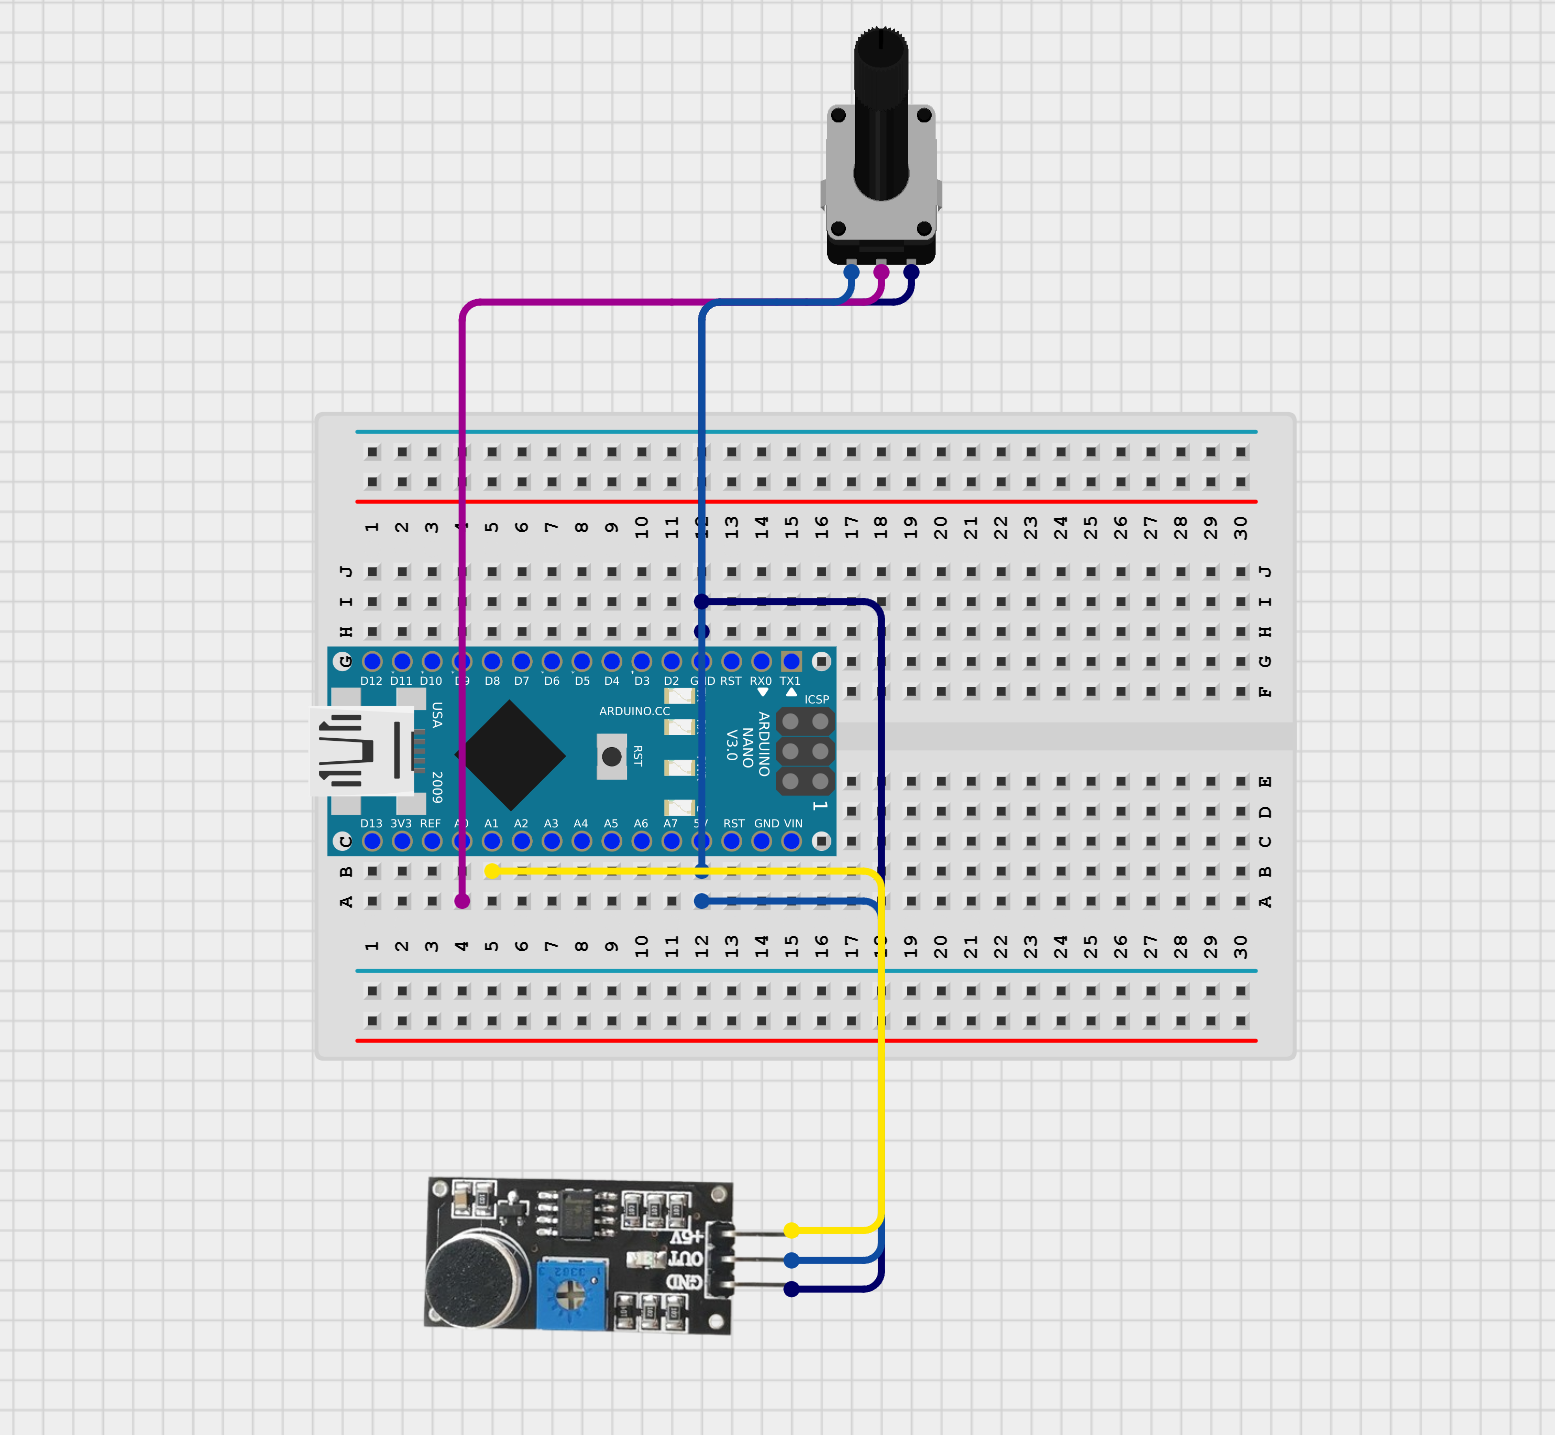 1 2 3 4 5 6 7 8 9 10 11 12 13 14 15 16 17 18 19 20 21 22 23 24 25 26 27 28 29 30
J J
I I
H H
G G
D12 D11 D10 D9 D8 D7 D6 D5 D4 D3 D2 GND RST RX0 TX1
F
ICSP
USA
ARDUINO.CC
ARDUINO
NANO
V3.0
RST
2009
1
E
D
D13 3V3 REF A0 A1 A2 A3 A4 A5 A6 A7 5V RST GND VIN
C C
B B
A A
1 2 3 4 5 6 7 8 9 10 11 12 13 14 15 16 17 18 19 20 21 22 23 24 25 26 27 28 29 30
OUT
GND
3362